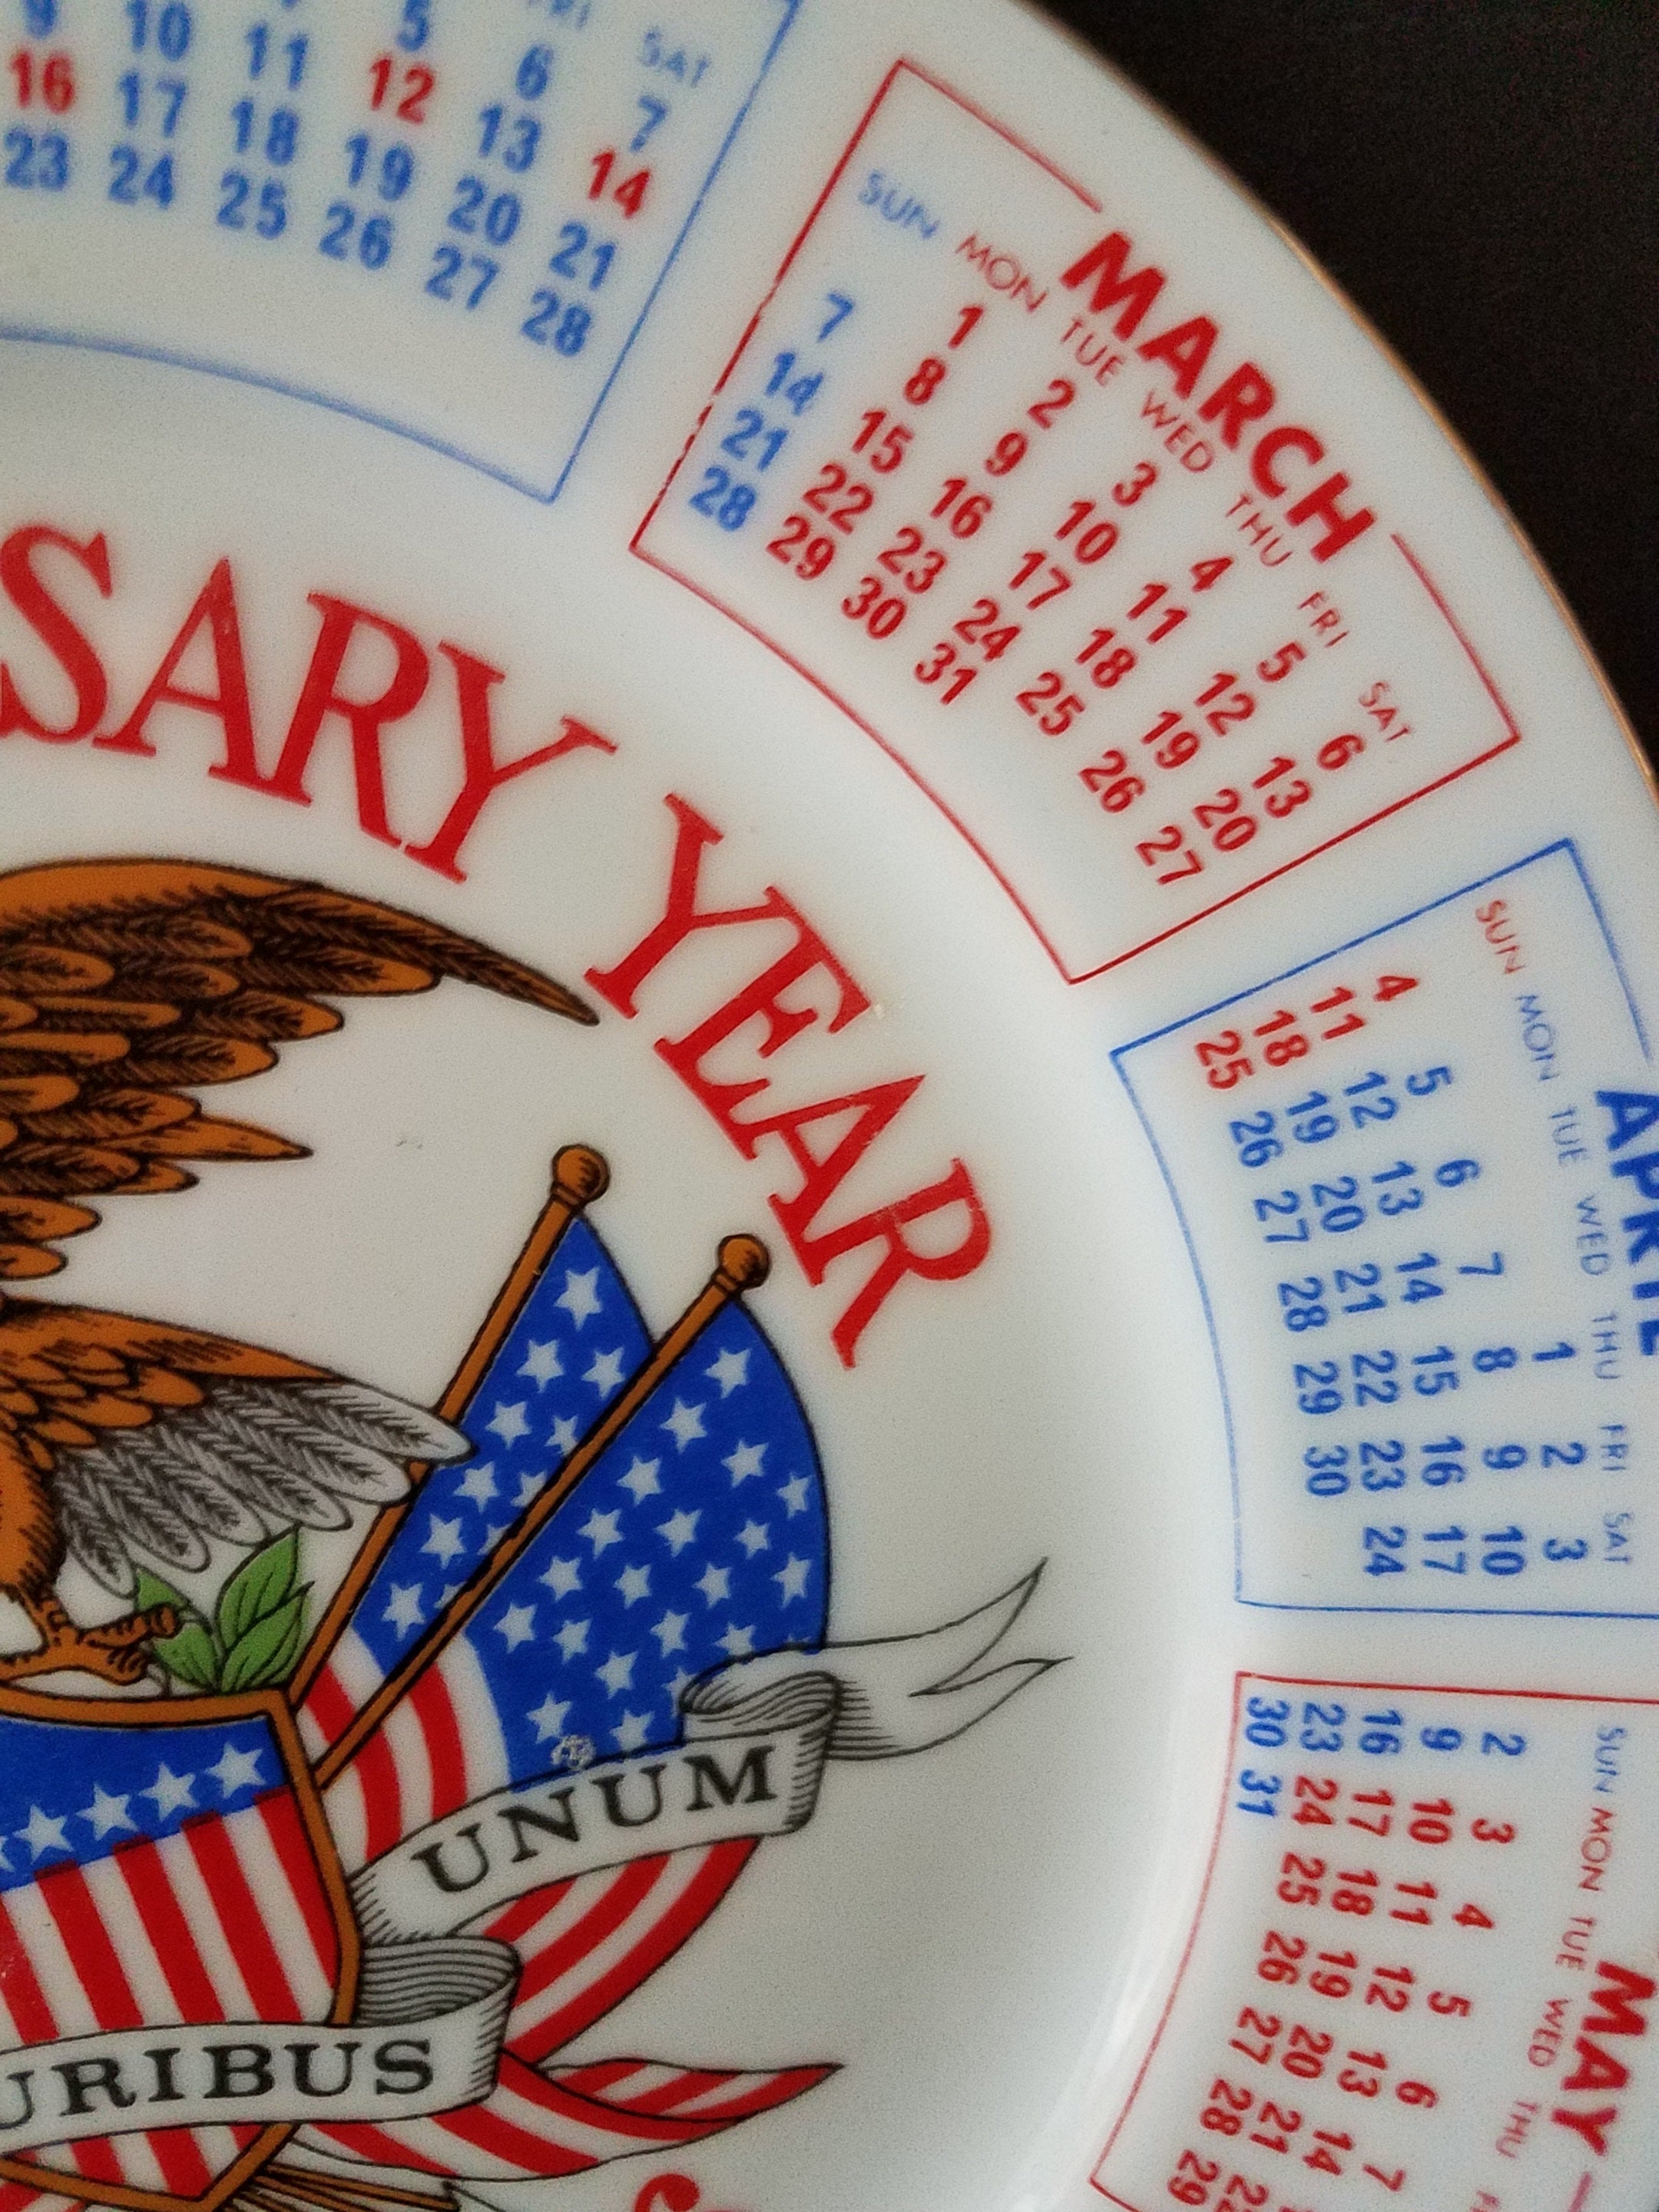 FRI SAT
5 6 7
9 10 11 12 13 14
16 17 18 19 20 21
23 24 25 26 27 28
MARCH
SUN MON TUE WED THU FRI SAT
1 2 3 4 5 6
7 8 9 10 11 12 13
14 15 16 17 18 19 20
21 22 23 24 25 26 27
28 29 30 31
APRIL
SUN MON TUE WED THU FRI SAT
1 2 3
4 5 6 7 8 9 10
11 12 13 14 15 16 17
18 19 20 21 22 23 24
25 26 27 28 29 30
MAY
SUN MON TUE WED THU
2 3 4 5 6 7
9 10 11 12 13 14
16 17 18 19 20 21 22
23 24 25 26 27 28 29
30 31
SARY YEAR
UNUM
URIBUS